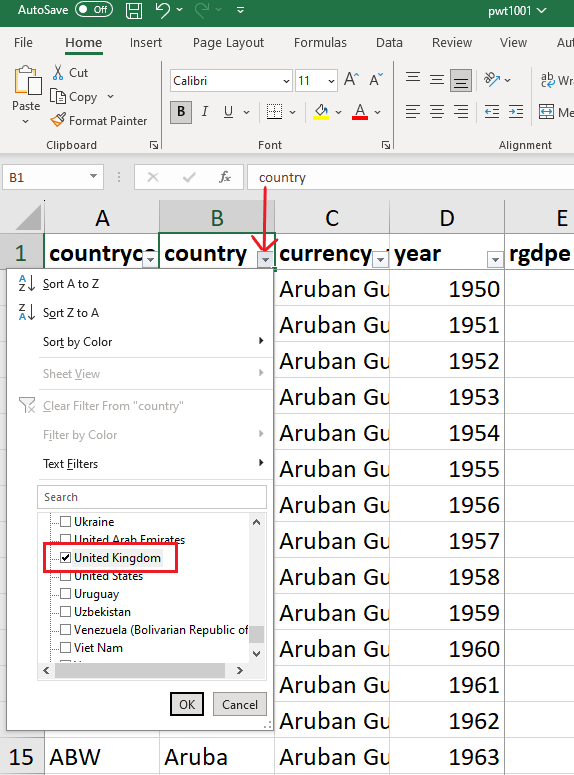 AutoSave Off pwt1001
File Home Insert Page Layout Formulas Data Review View
Cut
Copy
Format Painter
Paste
Calibri 11 A A
B I U A
ab Wra
Me
Clipboard Font Alignment
B1 fx country
A B C D E
1 countryco country currency year rgdpe
Sort A to Z
Sort Z to A
Sort by Color
Sheet View
Clear Filter From "country"
Filter by Color
Text Filters
Search
Ukraine
United Arab Emirates
United Kingdom
United States
Uruguay
Uzbekistan
Venezuela (Bolivarian Republic of
Viet Nam
OK Cancel
Aruban Gu 1950
Aruban Gu 1951
Aruban Gu 1952
Aruban Gu 1953
Aruban Gu 1954
Aruban Gu 1955
Aruban Gu 1956
Aruban Gu 1957
Aruban Gu 1958
Aruban Gu 1959
Aruban Gu 1960
Aruban Gu 1961
Aruban Gu 1962
15 ABW Aruba Aruban Gu 1963